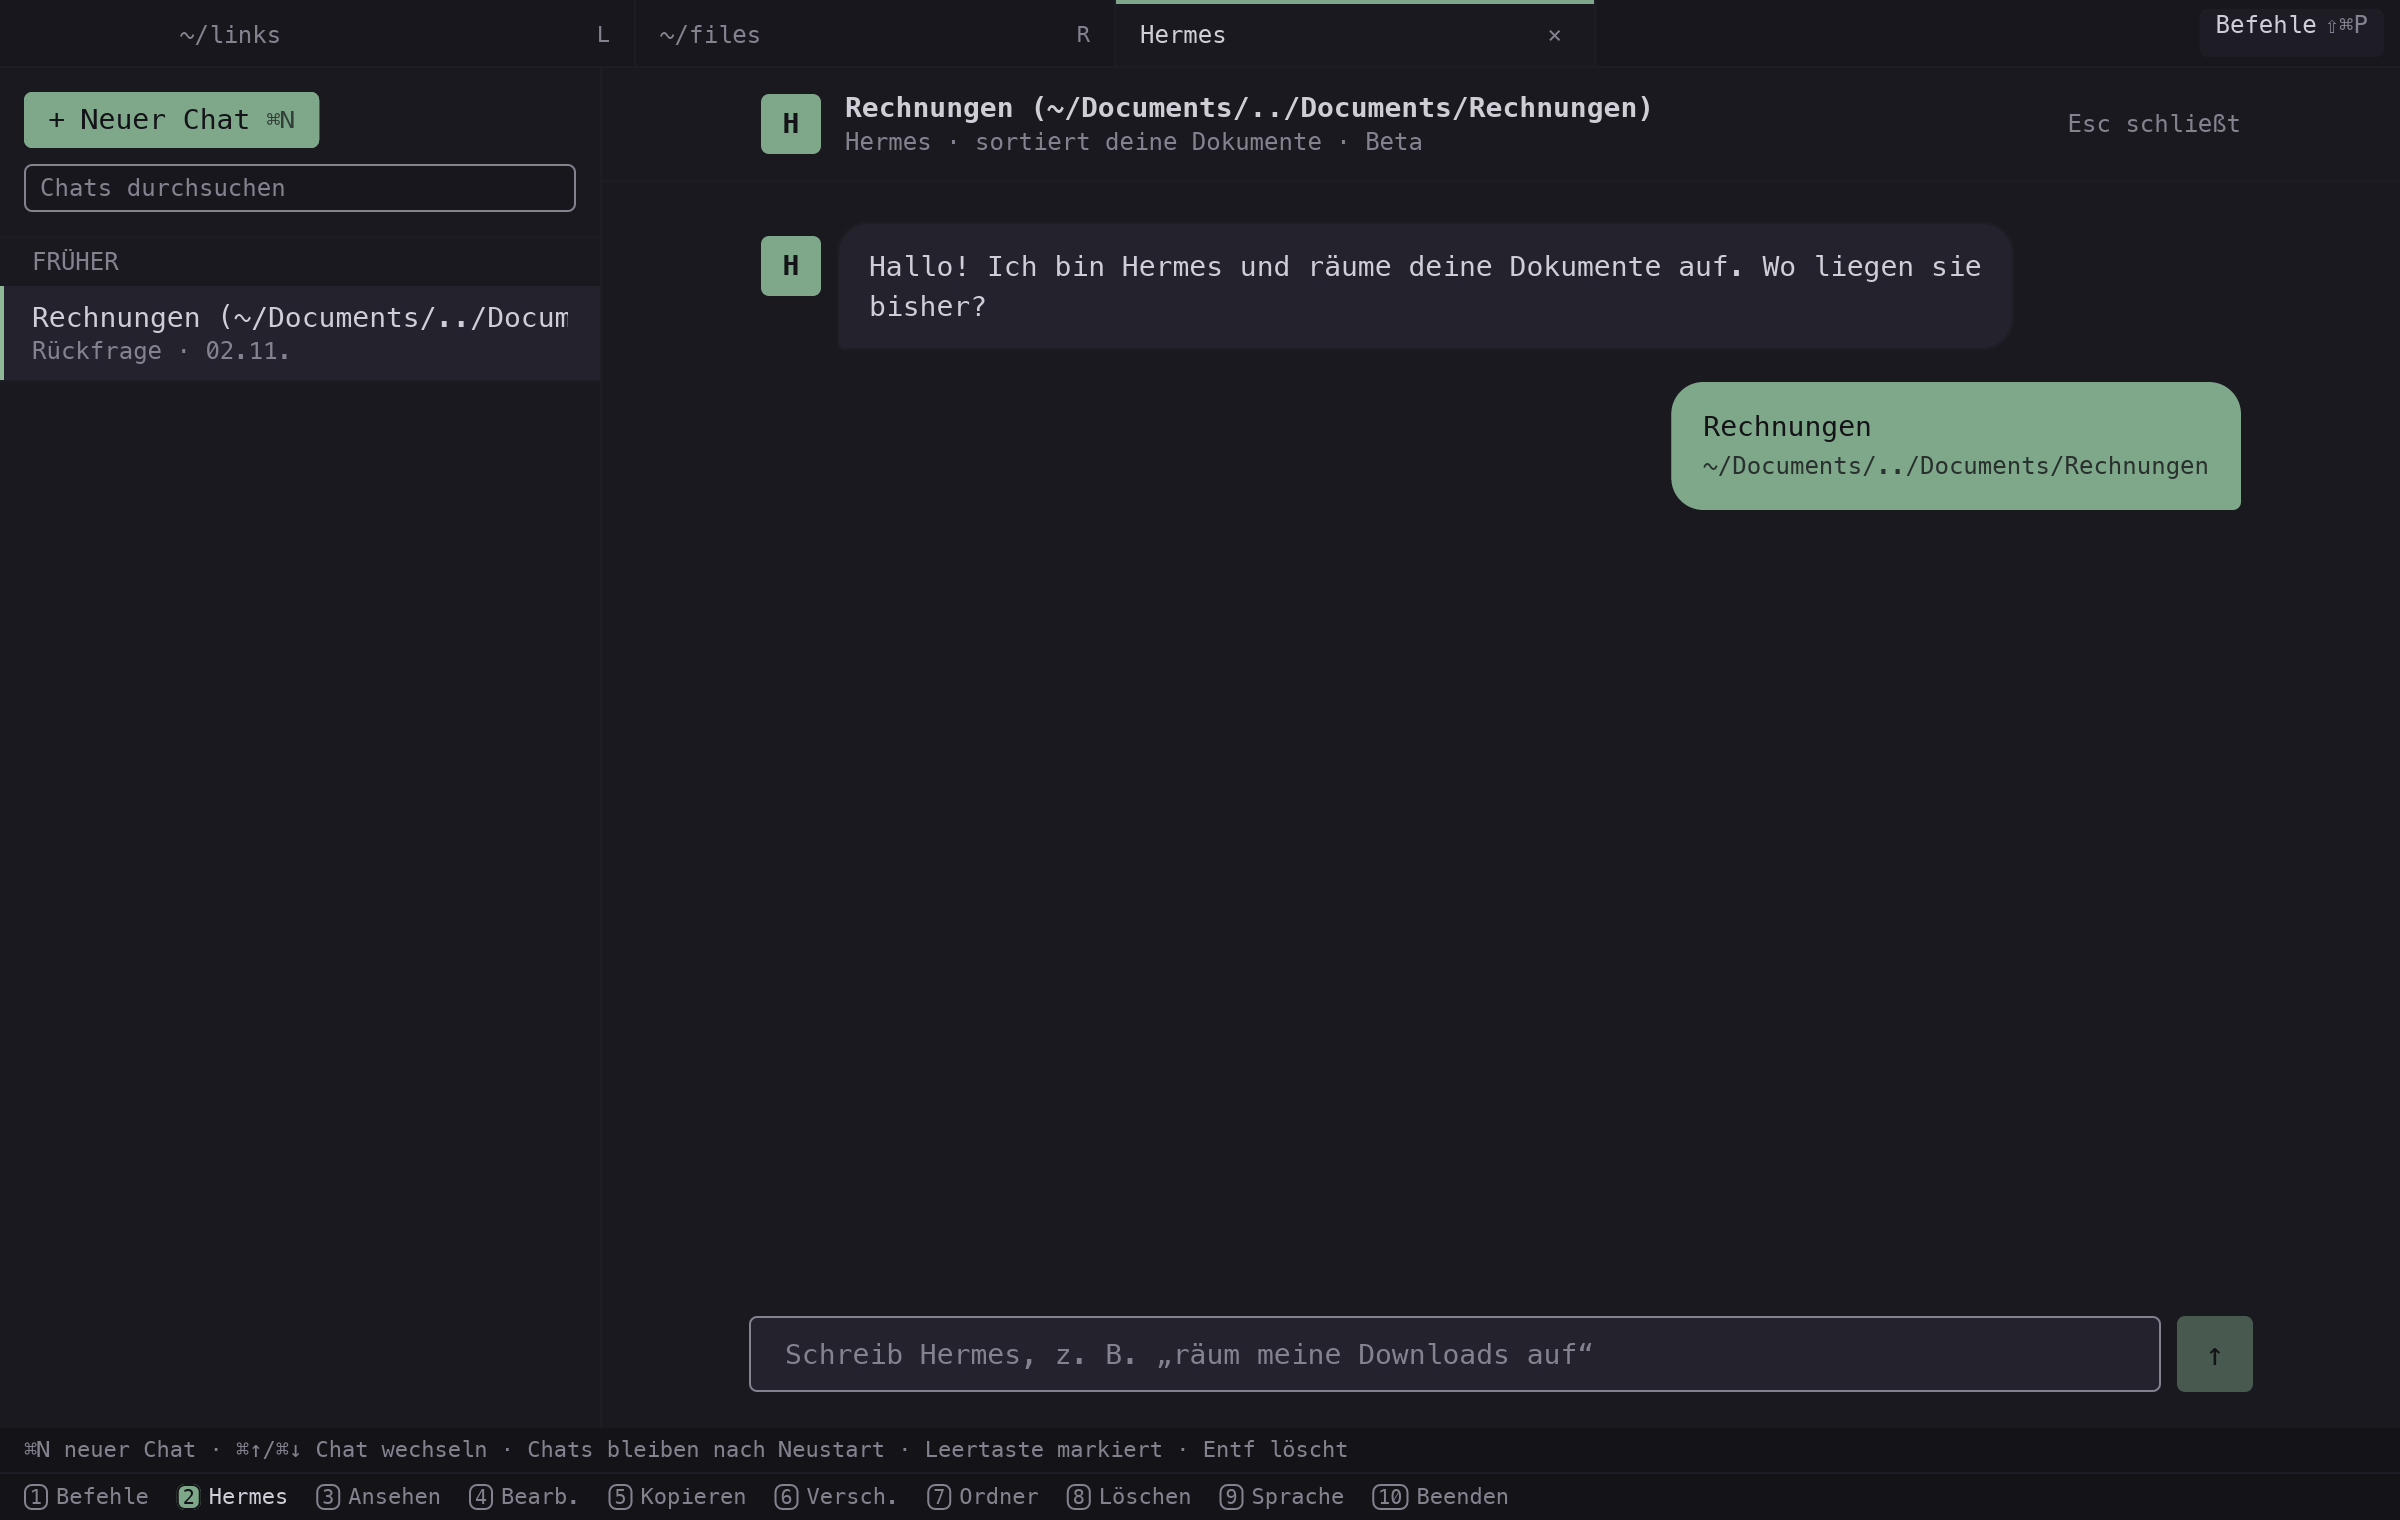 ~/links L ~/files R Hermes × Befehle ⇧⌘P
+ Neuer Chat ⌘N
Chats durchsuchen
FRÜHER
Rechnungen (~/Documents/../Docum
Rückfrage · 02.11.
H Rechnungen (~/Documents/../Documents/Rechnungen)
Hermes · sortiert deine Dokumente · Beta
Esc schließt
H Hallo! Ich bin Hermes und räume deine Dokumente auf. Wo liegen sie
bisher?
Rechnungen
~/Documents/../Documents/Rechnungen
Schreib Hermes, z. B. „räum meine Downloads auf“ ↑
⌘N neuer Chat · ⌘↑/⌘↓ Chat wechseln · Chats bleiben nach Neustart · Leertaste markiert · Entf löscht
1 Befehle 2 Hermes 3 Ansehen 4 Bearb. 5 Kopieren 6 Versch. 7 Ordner 8 Löschen 9 Sprache 10 Beenden